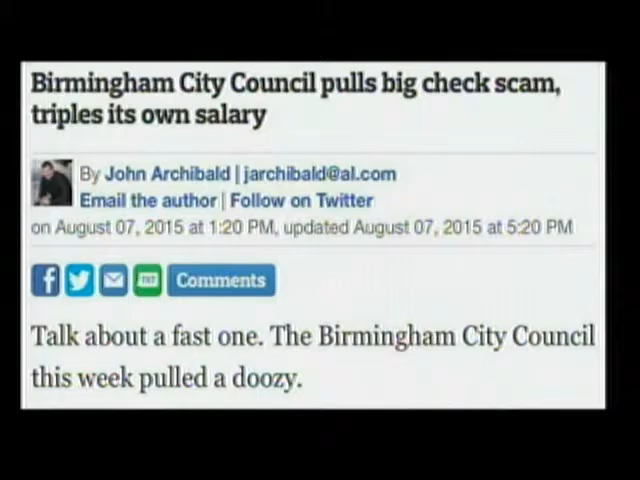 Birmingham City Council pulls big check scam,
triples its own salary
By John Archibald | jarchibald@al.com
Email the author | Follow on Twitter
on August 07, 2015 at 1:20 PM, updated August 07, 2015 at 5:20 PM
f TXT Comments
Talk about a fast one. The Birmingham City Council
this week pulled a doozy.